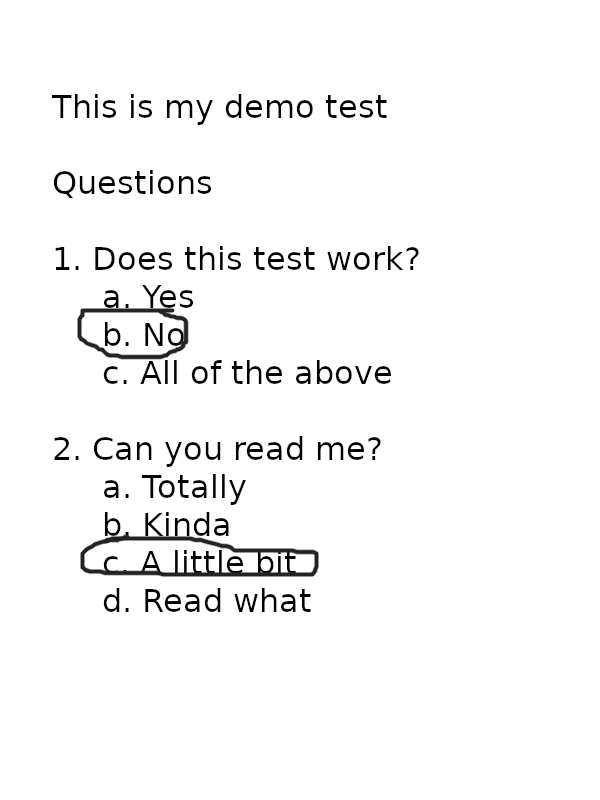 This is my demo test
Questions
1. Does this test work?
a. Yes
b. No
c. All of the above
2. Can you read me?
a. Totally
b. Kinda
c. A little bit
d. Read what